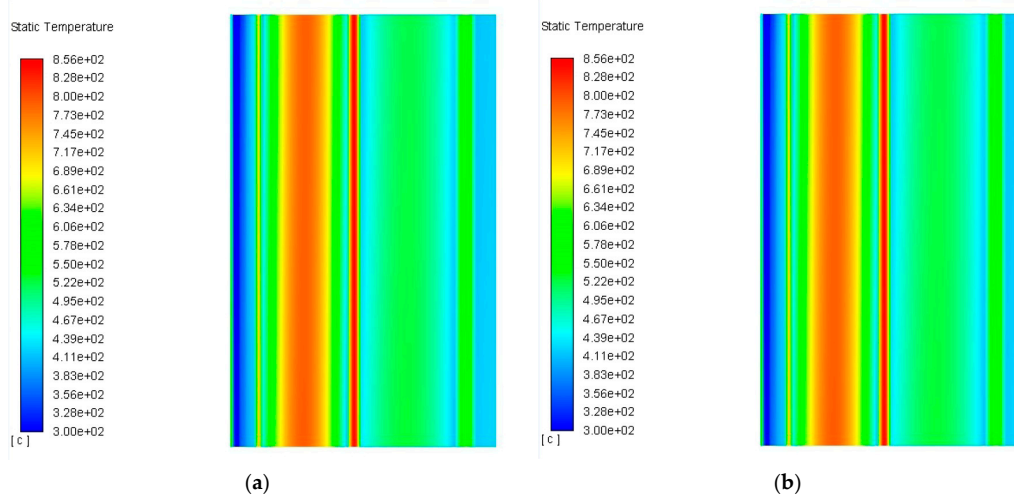 Static Temperature
8.56e+02
8.28e+02
8.00e+02
7.73e+02
7.45e+02
7.17e+02
6.89e+02
6.61e+02
6.34e+02
6.06e+02
5.78e+02
5.50e+02
5.22e+02
4.95e+02
4.67e+02
4.39e+02
4.11e+02
3.83e+02
3.56e+02
3.28e+02
3.00e+02
[ C ]
(a)
Static Temperature
8.56e+02
8.28e+02
8.00e+02
7.73e+02
7.45e+02
7.17e+02
6.89e+02
6.61e+02
6.34e+02
6.06e+02
5.78e+02
5.50e+02
5.22e+02
4.95e+02
4.67e+02
4.39e+02
4.11e+02
3.83e+02
3.56e+02
3.28e+02
3.00e+02
[ C ]
(b)